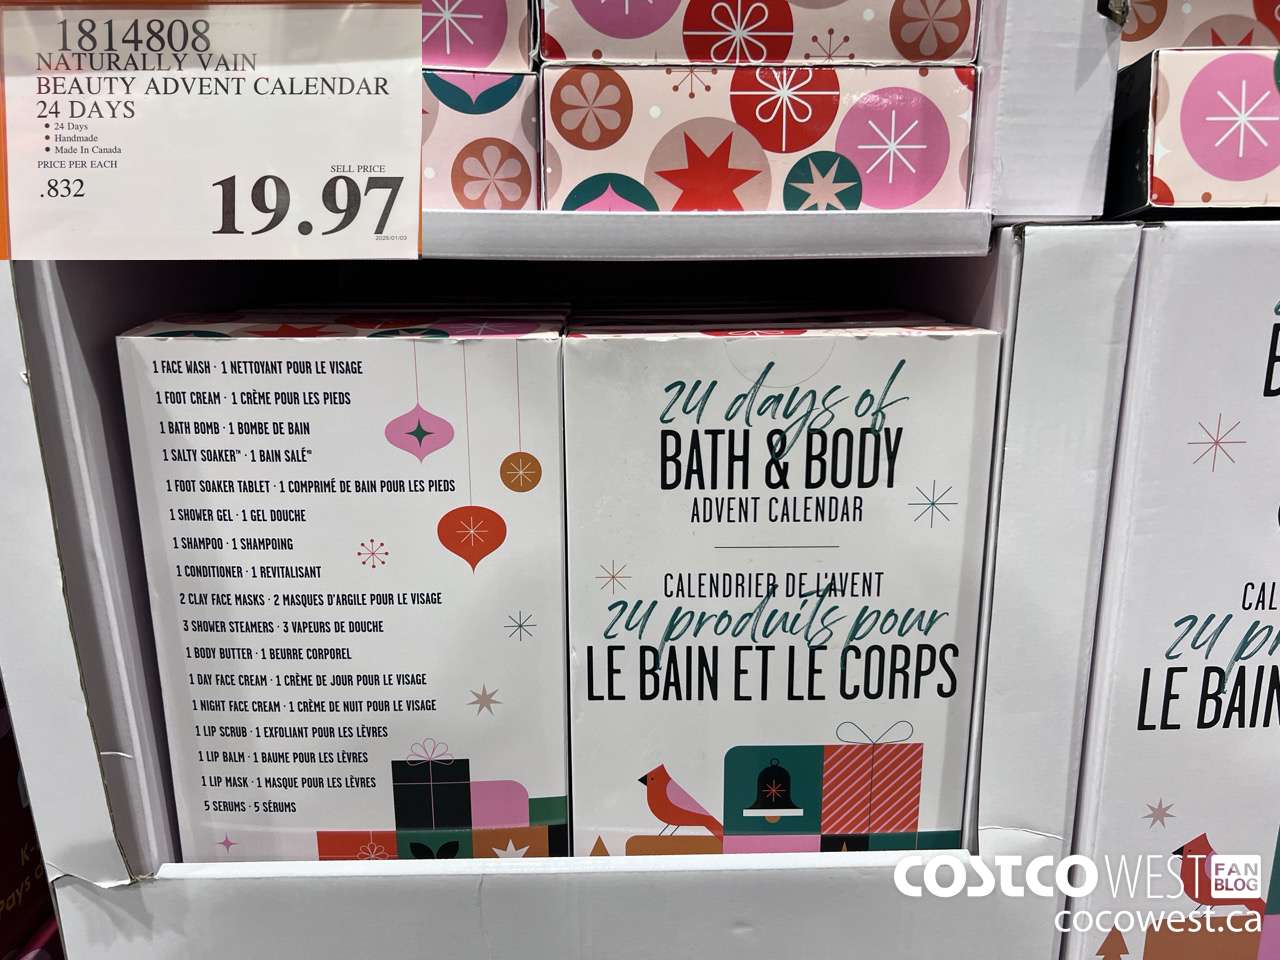 1814808
NATURALLY VAIN
BEAUTY ADVENT CALENDAR
24 DAYS
• 24 Days
• Handmade
• Made In Canada
PRICE PER EACH
.832
SELL PRICE
19.97
1 FACE WASH · 1 NETTOYANT POUR LE VISAGE
1 FOOT CREAM · 1 CRÈME POUR LES PIEDS
1 BATH BOMB · 1 BOMBE DE BAIN
1 SALTY SOAKER™ · 1 BAIN SALÉ
1 FOOT SOAKER TABLET · 1 COMPRIMÉ DE BAIN POUR LES PIEDS
1 SHOWER GEL · 1 GEL DOUCHE
1 SHAMPOO · 1 SHAMPOING
1 CONDITIONER · 1 REVITALISANT
2 CLAY FACE MASKS · 2 MASQUES D'ARGILE POUR LE VISAGE
3 SHOWER STEAMERS · 3 VAPEURS DE DOUCHE
1 BODY BUTTER · 1 BEURRE CORPOREL
1 DAY FACE CREAM · 1 CRÈME DE JOUR POUR LE VISAGE
1 NIGHT FACE CREAM · 1 CRÈME DE NUIT POUR LE VISAGE
1 LIP SCRUB · 1 EXFOLIANT POUR LES LÈVRES
1 LIP BALM · 1 BAUME POUR LES LÈVRES
1 LIP MASK · 1 MASQUE POUR LES LÈVRES
5 SERUMS · 5 SÉRUMS
24 days of
BATH & BODY
ADVENT CALENDAR
CALENDRIER DE L'AVENT
24 produits pour
LE BAIN ET LE CORPS
CAL
24 pr
LE BAIN
COSTCO WEST FAN BLOG
cocowest.ca